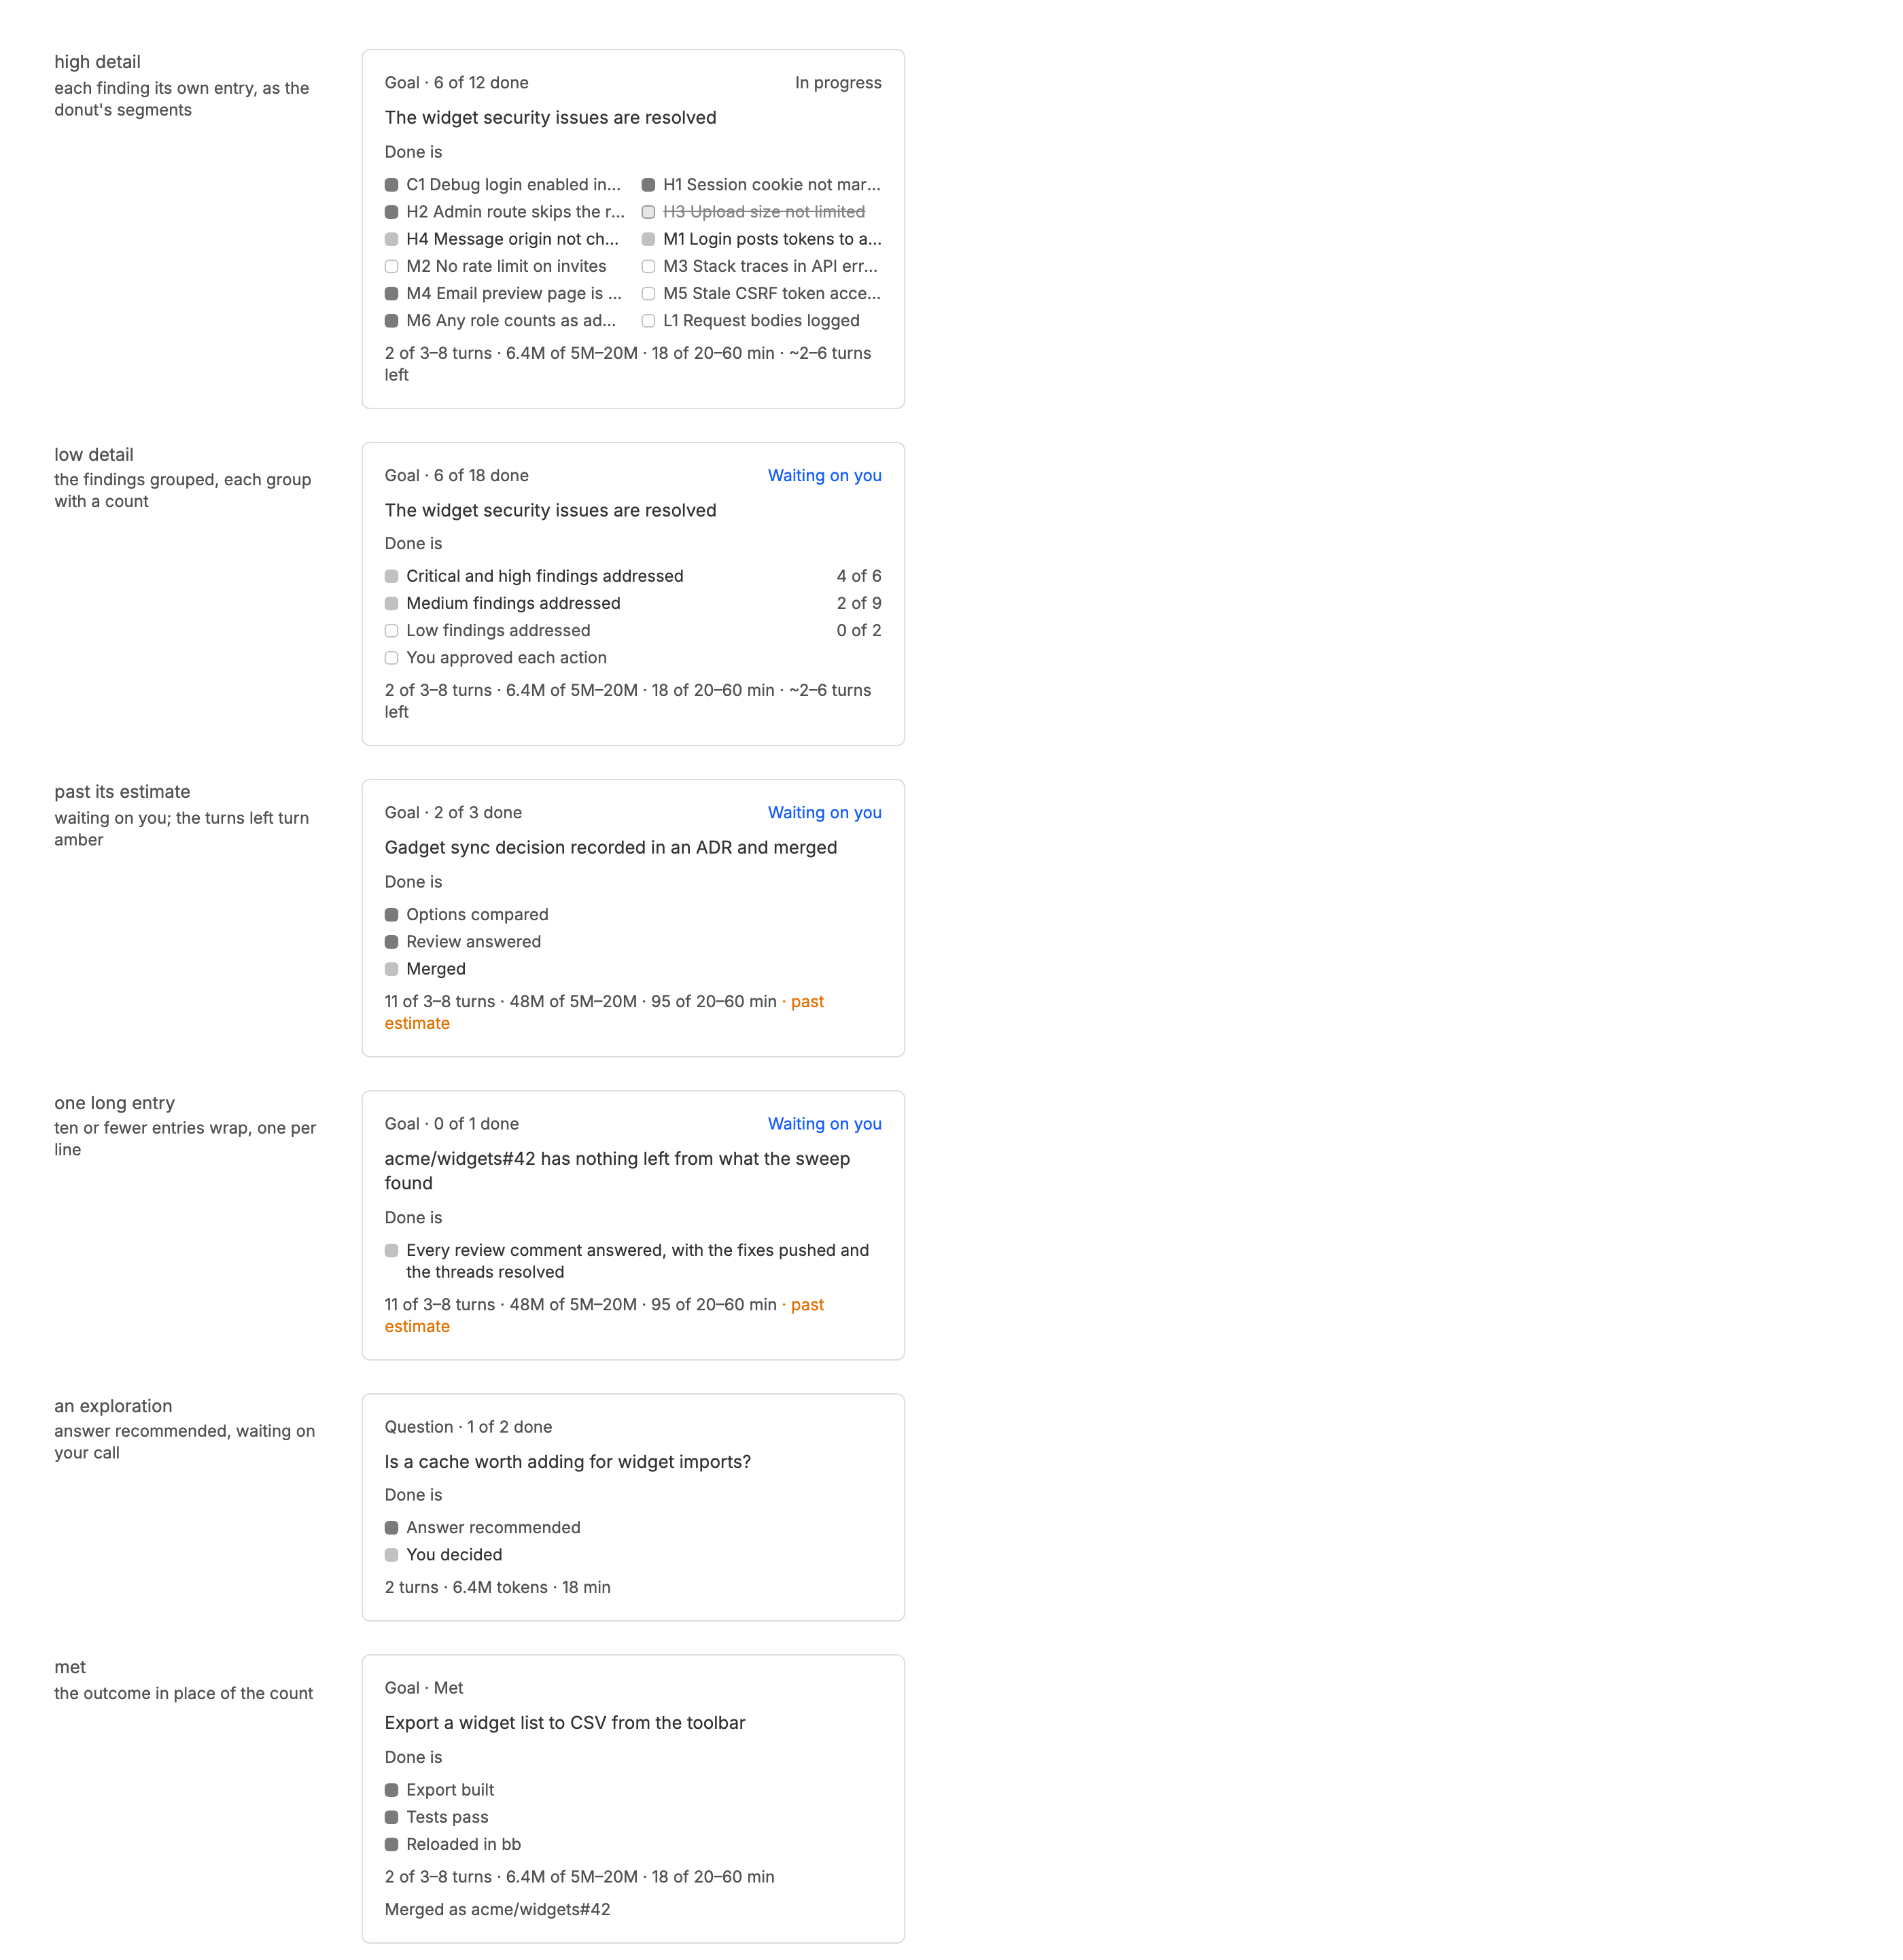 high detail
each finding its own entry, as the
donut's segments
Goal · 6 of 12 done
In progress
The widget security issues are resolved
Done is
C1 Debug login enabled in...
H1 Session cookie not mar...
H2 Admin route skips the r...
H3 Upload size not limited
H4 Message origin not ch...
M1 Login posts tokens to a...
M2 No rate limit on invites
M3 Stack traces in API err...
M4 Email preview page is ...
M5 Stale CSRF token acce...
M6 Any role counts as ad...
L1 Request bodies logged
2 of 3–8 turns · 6.4M of 5M–20M · 18 of 20–60 min · ~2–6 turns
left
low detail
the findings grouped, each group
with a count
Goal · 6 of 18 done
Waiting on you
The widget security issues are resolved
Done is
Critical and high findings addressed 4 of 6
Medium findings addressed 2 of 9
Low findings addressed 0 of 2
You approved each action
2 of 3–8 turns · 6.4M of 5M–20M · 18 of 20–60 min · ~2–6 turns
left
past its estimate
waiting on you; the turns left turn
amber
Goal · 2 of 3 done
Waiting on you
Gadget sync decision recorded in an ADR and merged
Done is
Options compared
Review answered
Merged
11 of 3–8 turns · 48M of 5M–20M · 95 of 20–60 min · past
estimate
one long entry
ten or fewer entries wrap, one per
line
Goal · 0 of 1 done
Waiting on you
acme/widgets#42 has nothing left from what the sweep
found
Done is
Every review comment answered, with the fixes pushed and
the threads resolved
11 of 3–8 turns · 48M of 5M–20M · 95 of 20–60 min · past
estimate
an exploration
answer recommended, waiting on
your call
Question · 1 of 2 done
Is a cache worth adding for widget imports?
Done is
Answer recommended
You decided
2 turns · 6.4M tokens · 18 min
met
the outcome in place of the count
Goal · Met
Export a widget list to CSV from the toolbar
Done is
Export built
Tests pass
Reloaded in bb
2 of 3–8 turns · 6.4M of 5M–20M · 18 of 20–60 min
Merged as acme/widgets#42